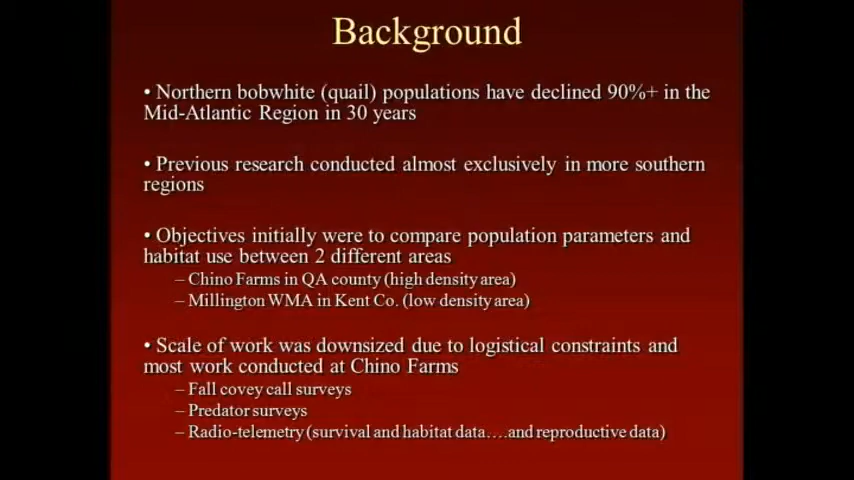 Background
• Northern bobwhite (quail) populations have declined 90%+ in the
Mid-Atlantic Region in 30 years
• Previous research conducted almost exclusively in more southern
regions
• Objectives initially were to compare population parameters and
habitat use between 2 different areas
– Chino Farms in QA county (high density area)
– Millington WMA in Kent Co. (low density area)
• Scale of work was downsized due to logistical constraints and
most work conducted at Chino Farms
– Fall covey call surveys
– Predator surveys
– Radio-telemetry (survival and habitat data….and reproductive data)